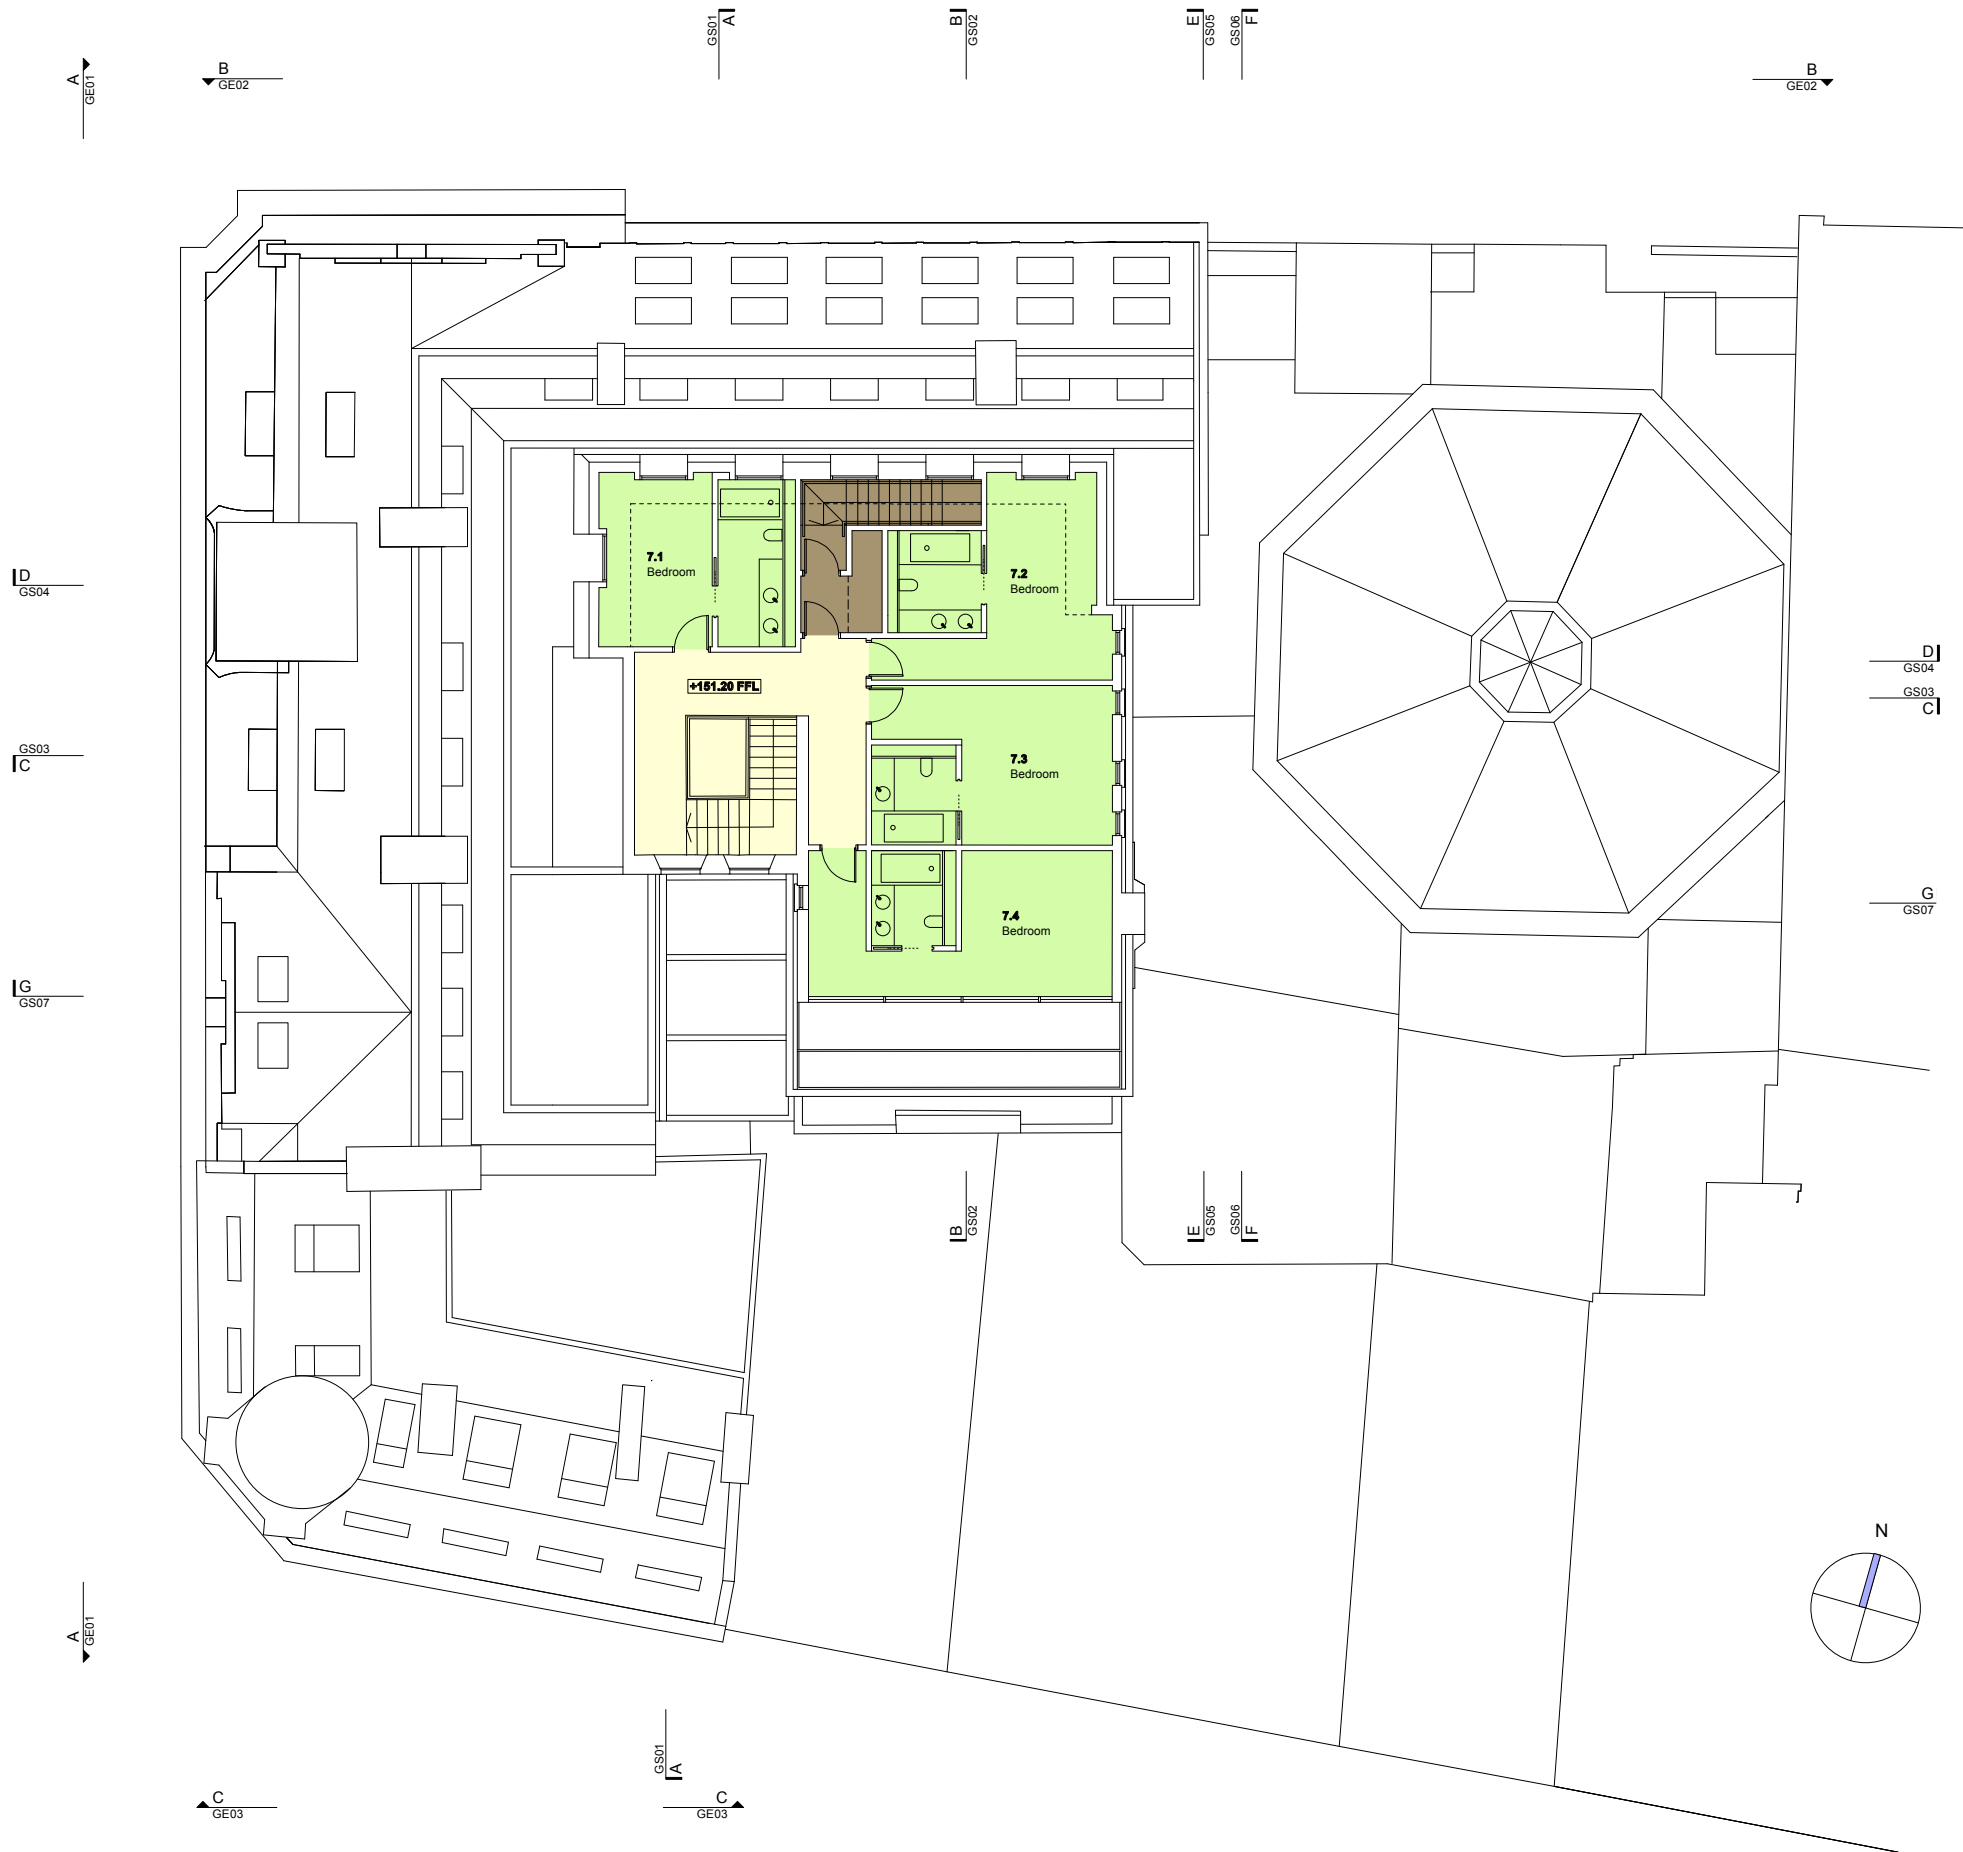 GS01
A
B
GS02
E
GS05
GS06
F
A
GE01
B
GE02
B
GE02
D
GS04
7.1
Bedroom
7.2
Bedroom
D
GS04
GS03
C
+151.20 FFL
GS03
C
7.3
Bedroom
G
GS07
7.4
Bedroom
G
GS07
B
GS02
E
GS05
GS06
F
N
A
GE01
GS01
A
C
GE03
C
GE03